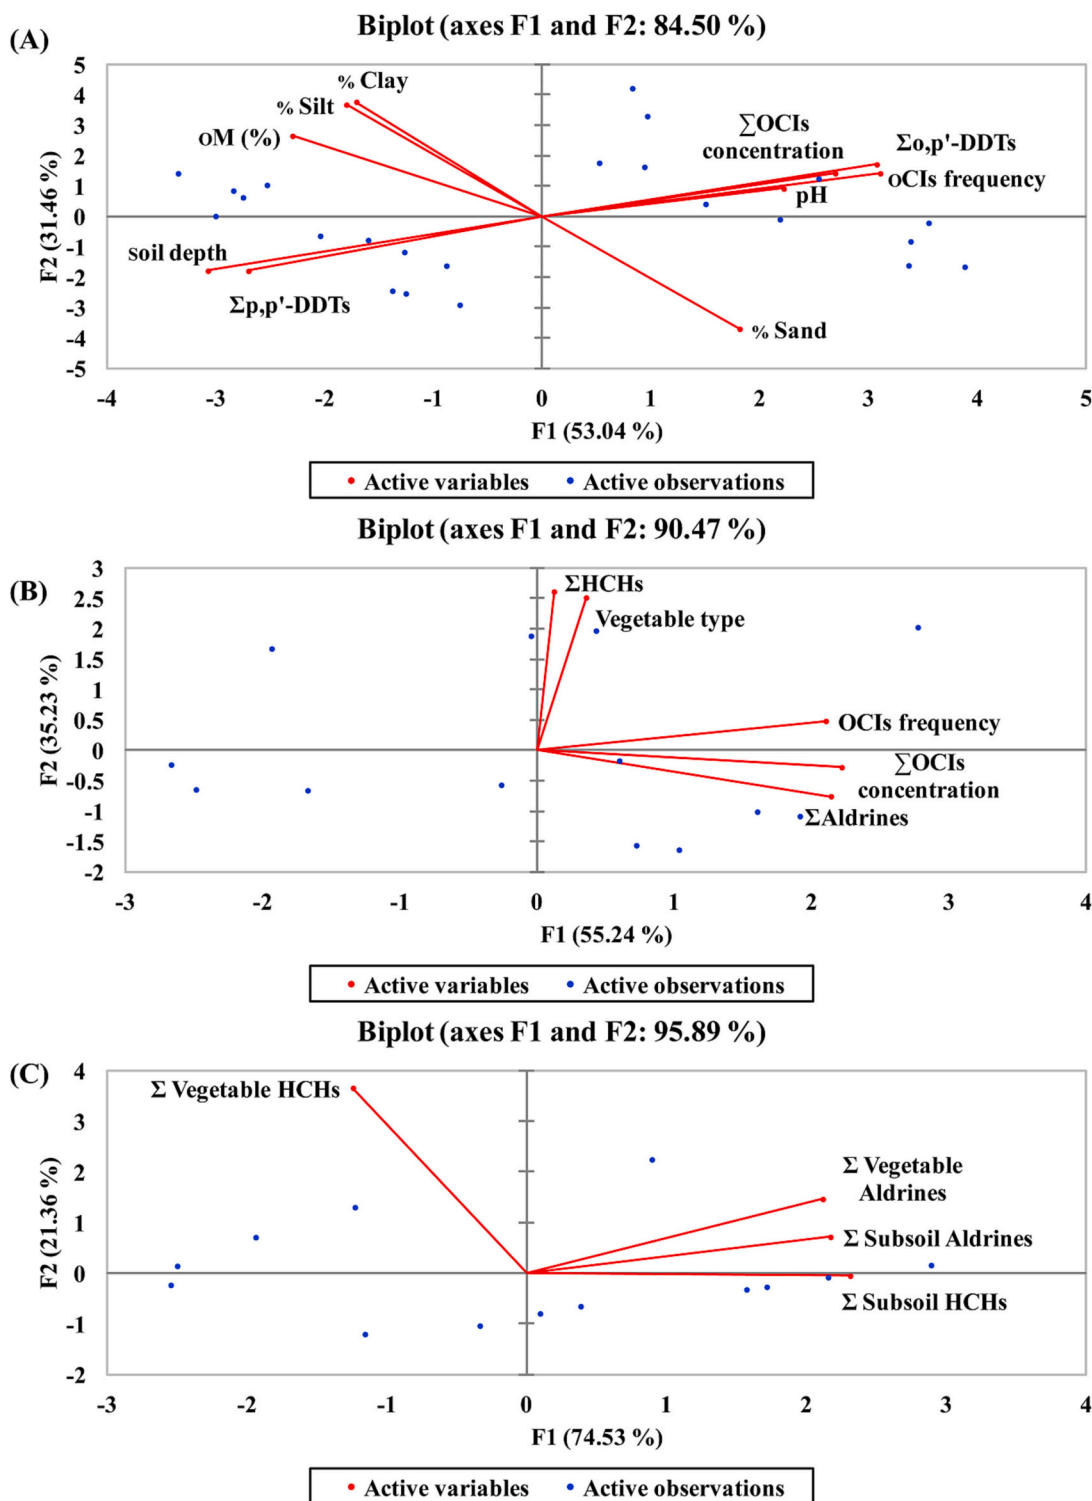 (A)
Biplot (axes F1 and F2: 84.50 %)
% Clay
% Silt
OM (%)
∑OCIs
concentration
Σo,p'-DDTs
OCIs frequency
pH
Soil depth
Σp,p'-DDTs
% Sand
F2 (31.46 %)
5
4
3
2
1
0
-1
-2
-3
-4
-5
-4 -3 -2 -1 0 1 2 3 4 5
F1 (53.04 %)
Active variables Active observations
Biplot (axes F1 and F2: 90.47 %)
(B)
ΣHCHs
Vegetable type
OCIs frequency
∑OCIs
concentration
ΣAldrines
F2 (35.23 %)
3
2.5
2
1.5
1
0.5
0
-0.5
-1
-1.5
-2
-3 -2 -1 0 1 2 3 4
F1 (55.24 %)
Active variables Active observations
Biplot (axes F1 and F2: 95.89 %)
(C)
Σ Vegetable HCHs
Σ Vegetable
Aldrines
Σ Subsoil Aldrines
Σ Subsoil HCHs
F2 (21.36 %)
4
3
2
1
0
-1
-2
-4 -3 -2 -1 0 1 2 3 4
F1 (74.53 %)
Active variables Active observations